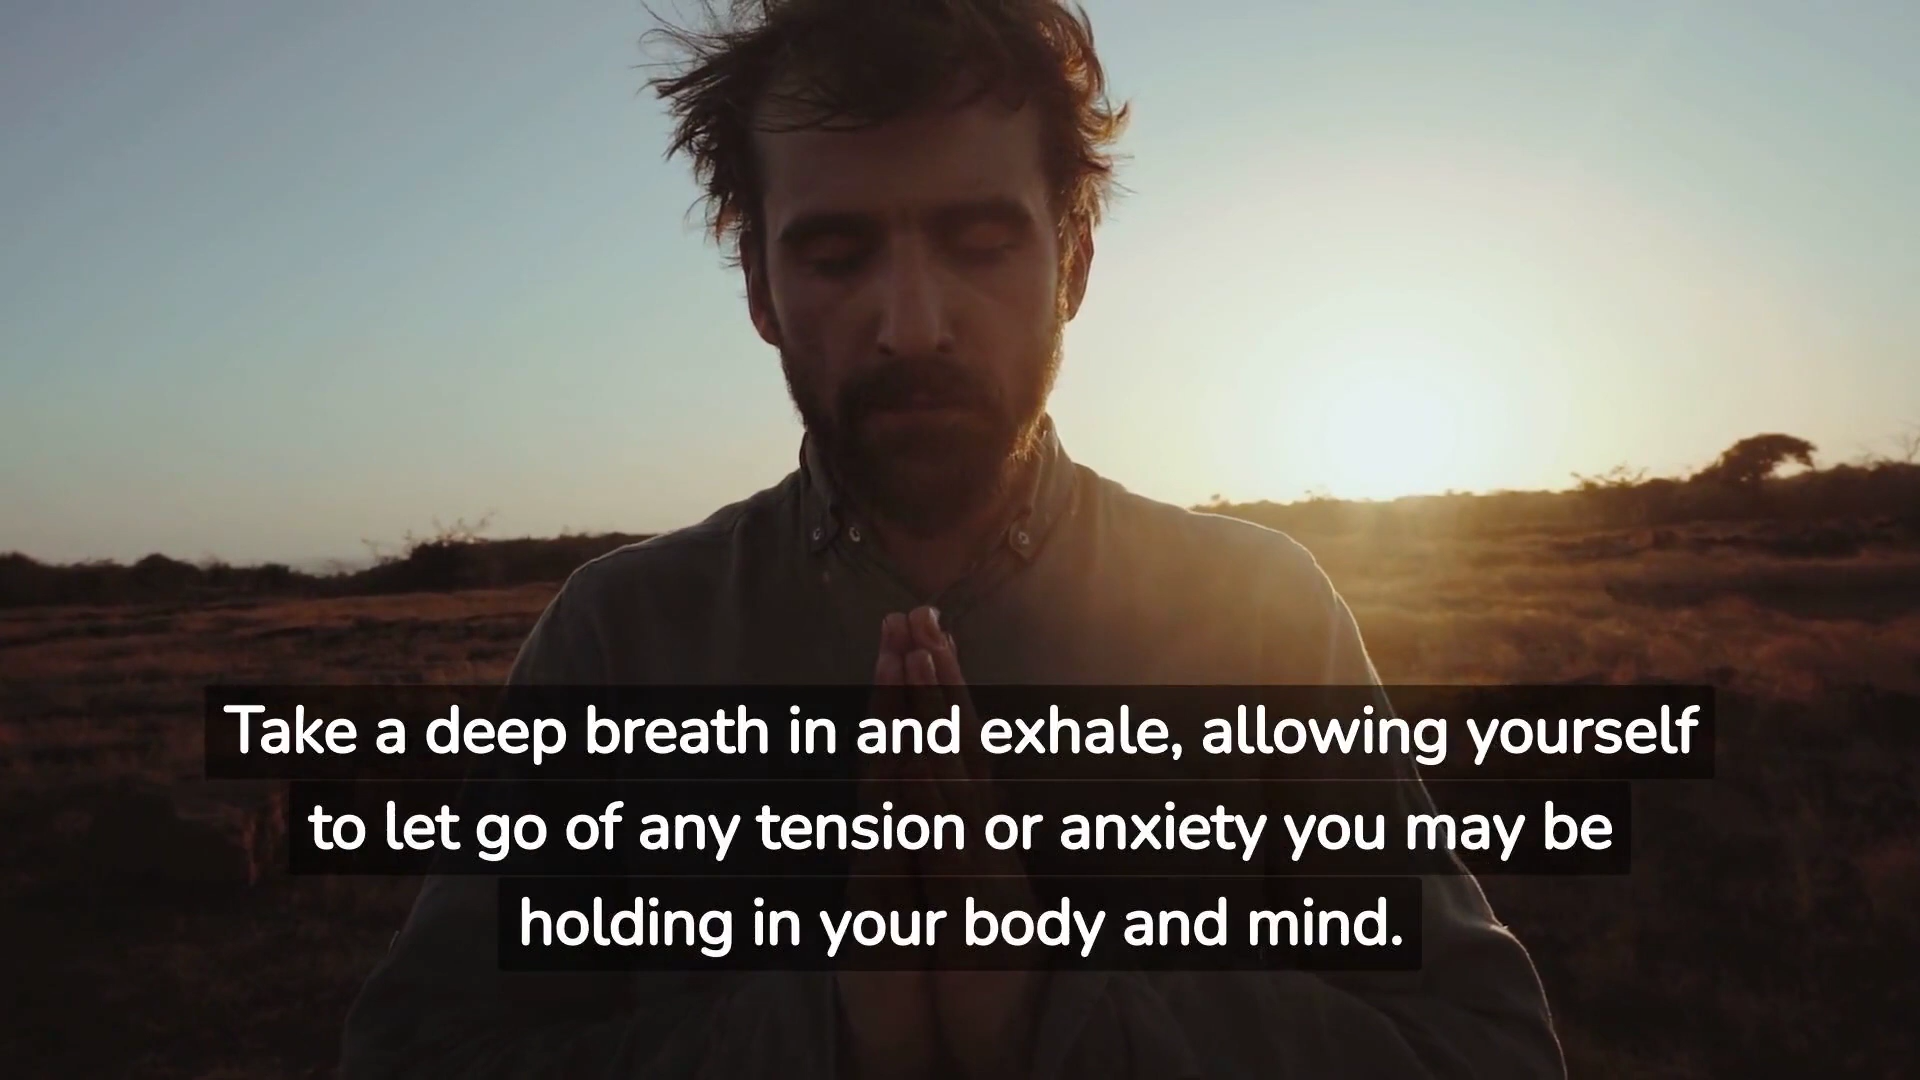 Take a deep breath in and exhale, allowing yourself
to let go of any tension or anxiety you may be
holding in your body and mind.